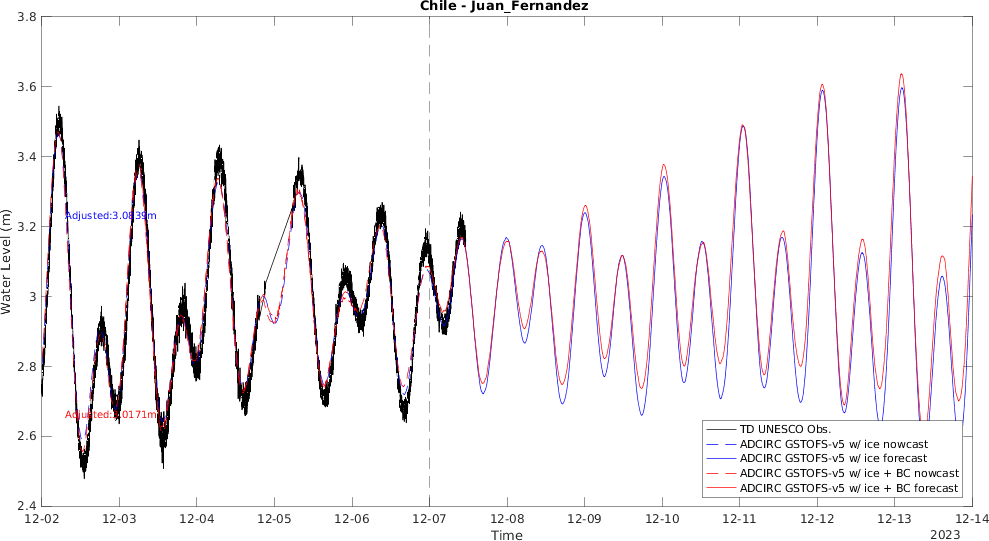 Chile - Juan_Fernandez
3.8
3.6
3.4
3.2
3
2.8
2.6
2.4
Water Level (m)
Adjusted:3.0839m
TD UNESCO Obs.
ADCIRC GSTOFS-v5 w/ ice nowcast
ADCIRC GSTOFS-v5 w/ ice forecast
ADCIRC GSTOFS-v5 w/ ice + BC nowcast
ADCIRC GSTOFS-v5 w/ ice + BC forecast
12-02 12-03 12-04 12-05 12-06 12-07 12-08 12-09 12-10 12-11 12-12 12-13 12-14
Time
2023